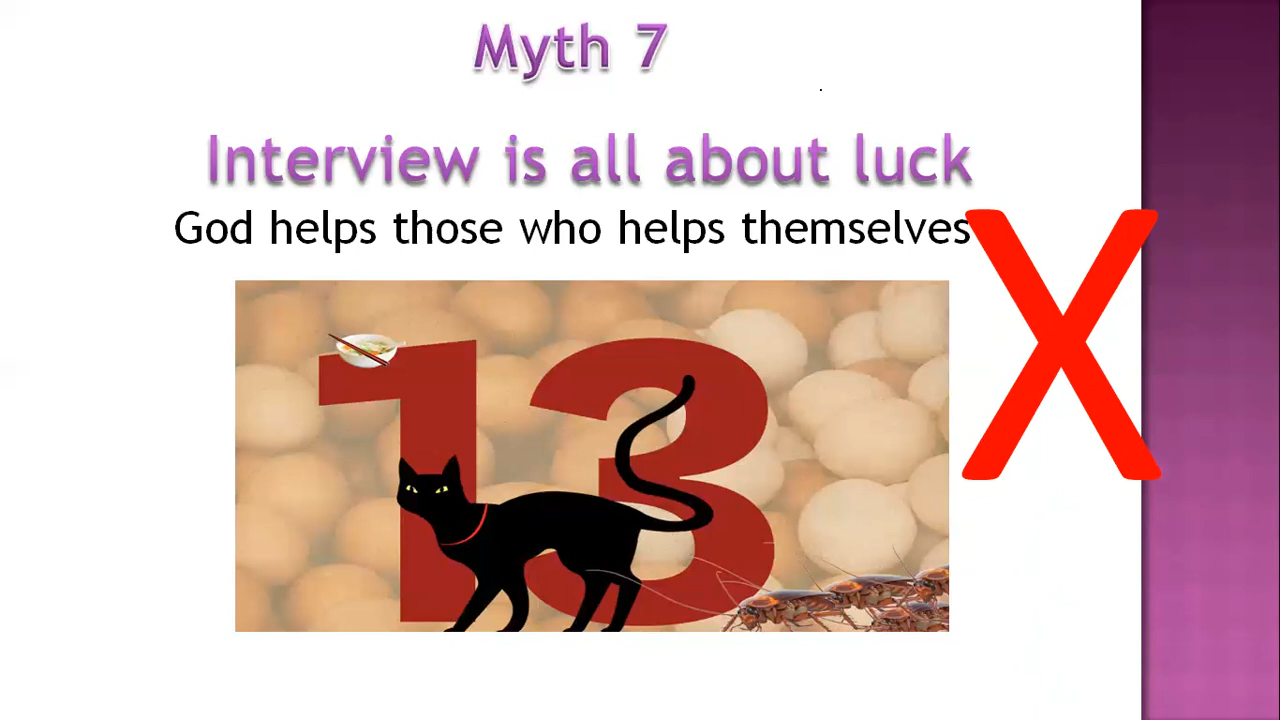 Myth 7
Interview is all about luck
God helps those who helps themselves
X
13